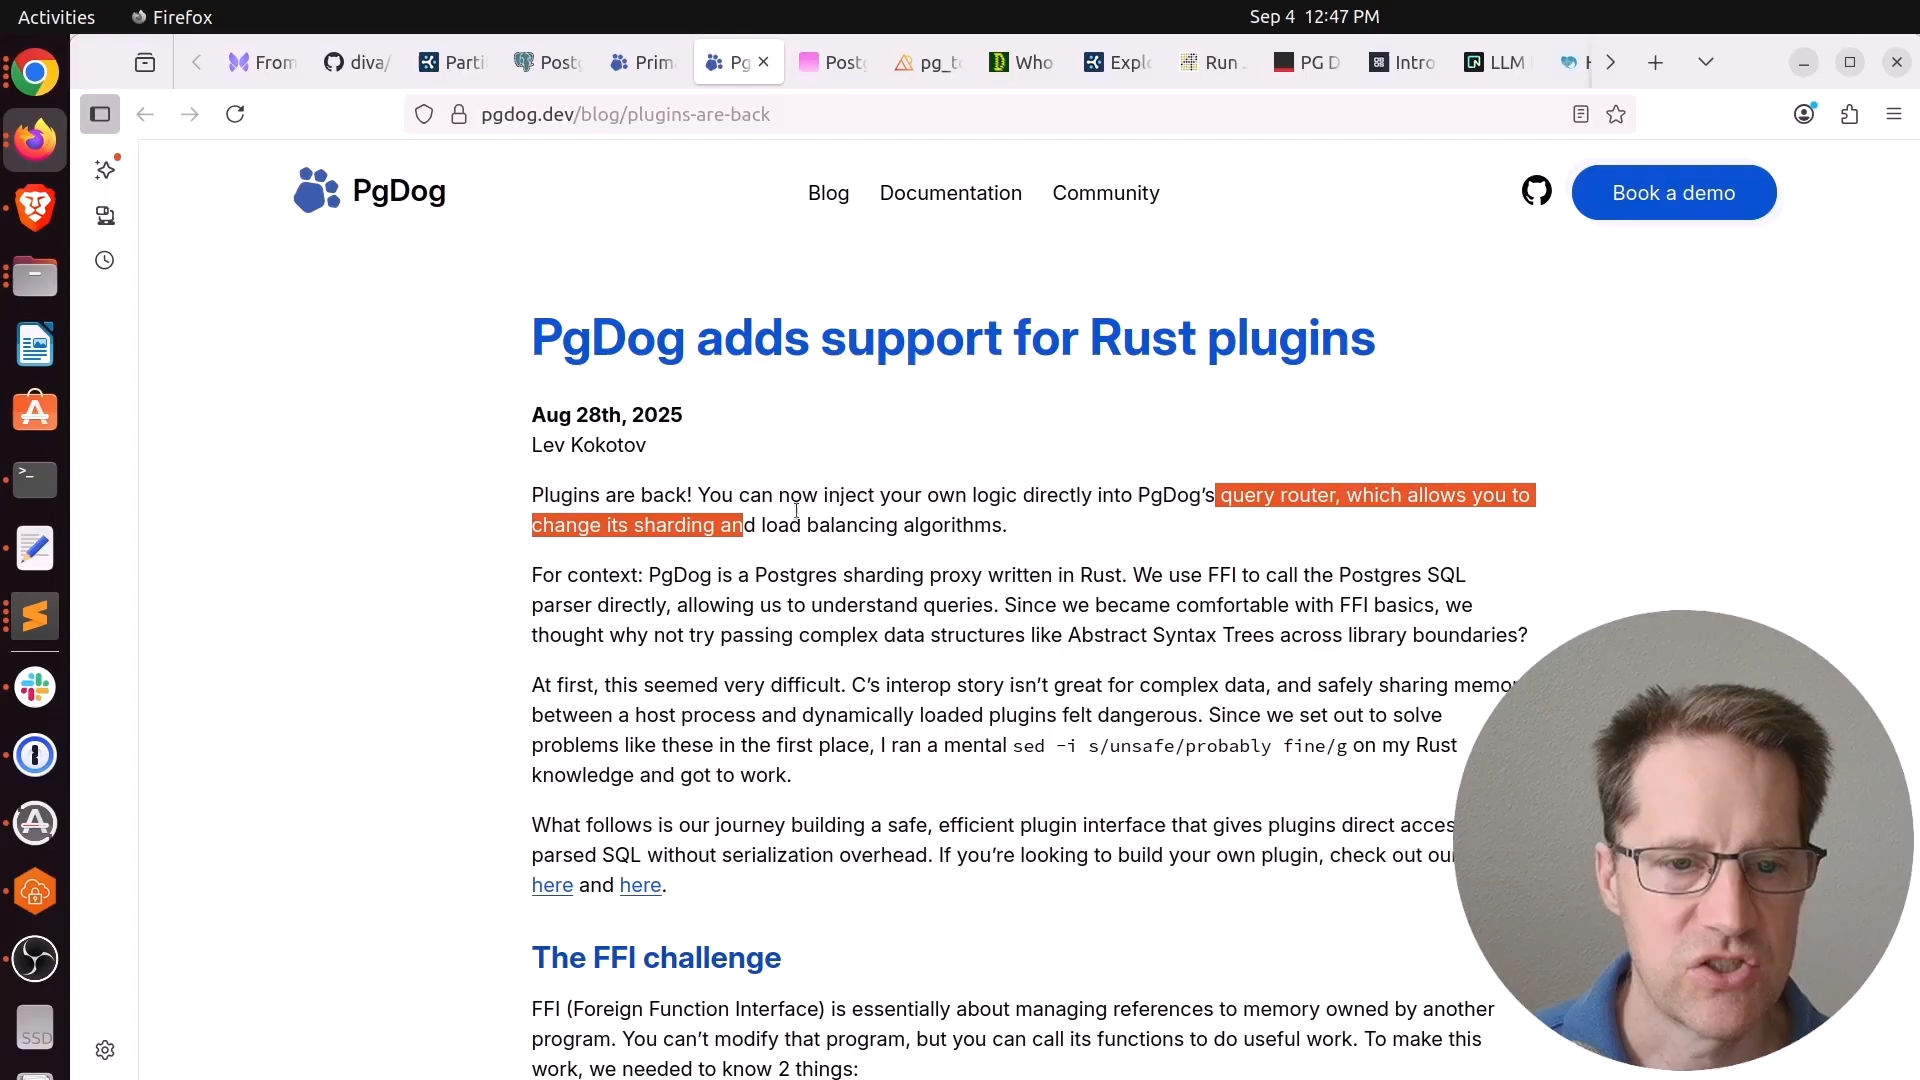 Activities
Firefox
Sep 4 12:47 PM
From
diva/
Parti
Post
Prim
Pg
Post
pg_t
Who
Expl
Run
PG D
Intro
LLM
pgdog.dev/blog/plugins-are-back
PgDog
Blog
Documentation
Community
Book a demo
PgDog adds support for Rust plugins
Aug 28th, 2025
Lev Kokotov
Plugins are back! You can now inject your own logic directly into PgDog’s query router, which allows you to
change its sharding and load balancing algorithms.
For context: PgDog is a Postgres sharding proxy written in Rust. We use FFI to call the Postgres SQL
parser directly, allowing us to understand queries. Since we became comfortable with FFI basics, we
thought why not try passing complex data structures like Abstract Syntax Trees across library boundaries?
At first, this seemed very difficult. C’s interop story isn’t great for complex data, and safely sharing memor
between a host process and dynamically loaded plugins felt dangerous. Since we set out to solve
problems like these in the first place, I ran a mental sed -i s/unsafe/probably fine/g on my Rust
knowledge and got to work.
What follows is our journey building a safe, efficient plugin interface that gives plugins direct acces
parsed SQL without serialization overhead. If you’re looking to build your own plugin, check out our
here and here.
The FFI challenge
FFI (Foreign Function Interface) is essentially about managing references to memory owned by another
program. You can’t modify that program, but you can call its functions to do useful work. To make this
work, we needed to know 2 things:
SSD